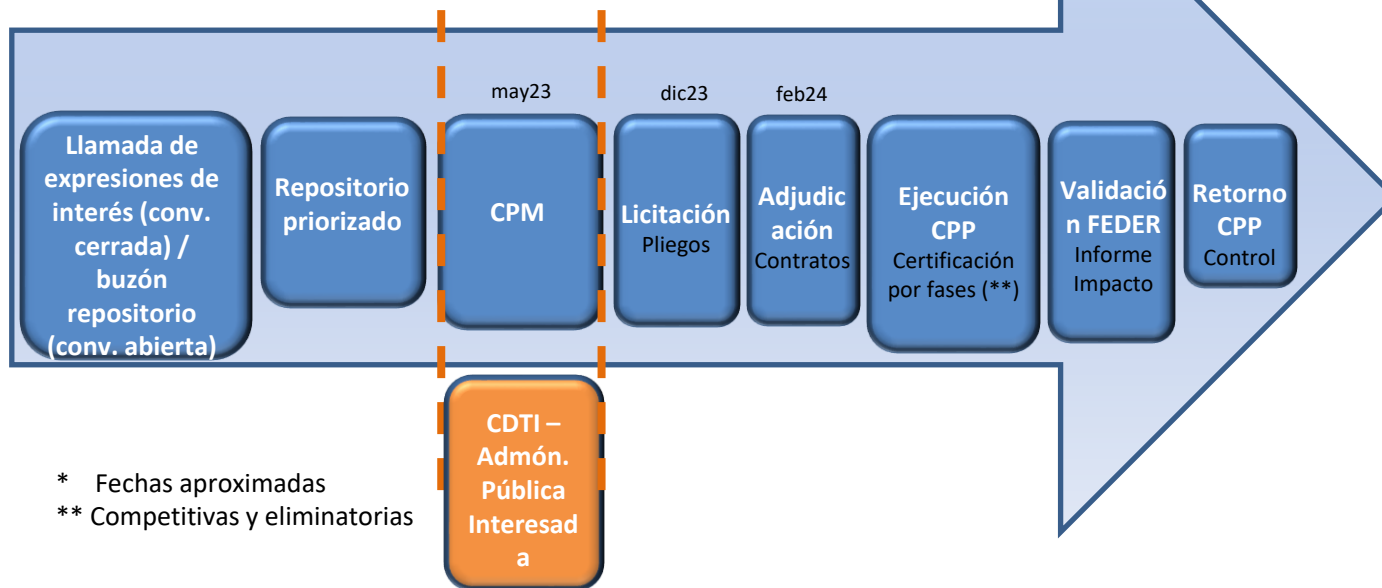 may23
dic23
feb24
Llamada de
expresiones de
interés (conv.
cerrada) /
buzón
repositorio
(conv. abierta)
Repositorio
priorizado
CPM
Licitación
Pliegos
Adjudic
ación
Contratos
Ejecución
CPP
Certificación
por fases (**)
Validació
n FEDER
Informe
Impacto
Retorno
CPP
Control
CDTI –
Admón.
Pública
Interesad
a
* Fechas aproximadas
** Competitivas y eliminatorias